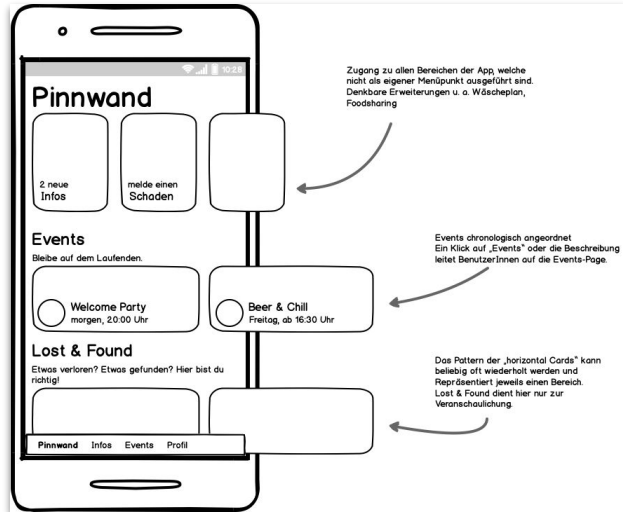 10:28
Pinnwand
2 neue
Infos
melde einen
Schaden
Events
Bleibe auf dem Laufenden.
Welcome Party
morgen, 20:00 Uhr
Beer & Chill
Freitag, ab 16:30 Uhr
Lost & Found
Etwas verloren? Etwas gefunden? Hier bist du
richtig!
Pinnwand Infos Events Profil
Zugang zu allen Bereichen der App, welche
nicht als eigener Menüpunkt ausgeführt sind.
Denkbare Erweiterungen u. a. Wäscheplan,
Foodsharing
Events chronologisch angeordnet
Ein Klick auf „Events“ oder die Beschreibung
leitet BenutzerInnen auf die Events-Page.
Das Pattern der „horizontal Cards“ kann
beliebig oft wiederholt werden und
Repräsentiert jeweils einen Bereich.
Lost & Found dient hier nur zur
Veranschaulichung.